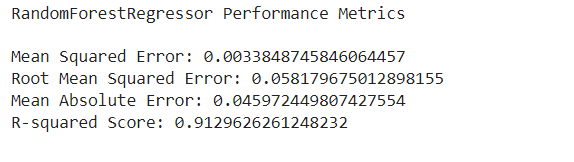 RandomForestRegressor Performance Metrics
Mean Squared Error: 0.0033848745846064457
Root Mean Squared Error: 0.058179675012898155
Mean Absolute Error: 0.045972449807427554
R-squared Score: 0.9129626261248232